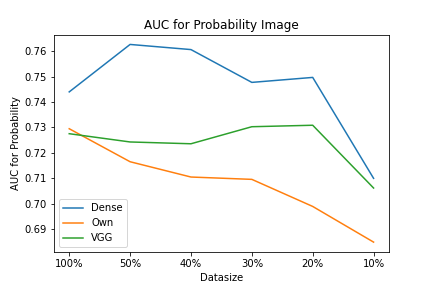 AUC for Probability Image
AUC for Probability
0.76
0.75
0.74
0.73
0.72
0.71
0.70
0.69
Dense
Own
VGG
100%
50%
40%
30%
20%
10%
Datasize